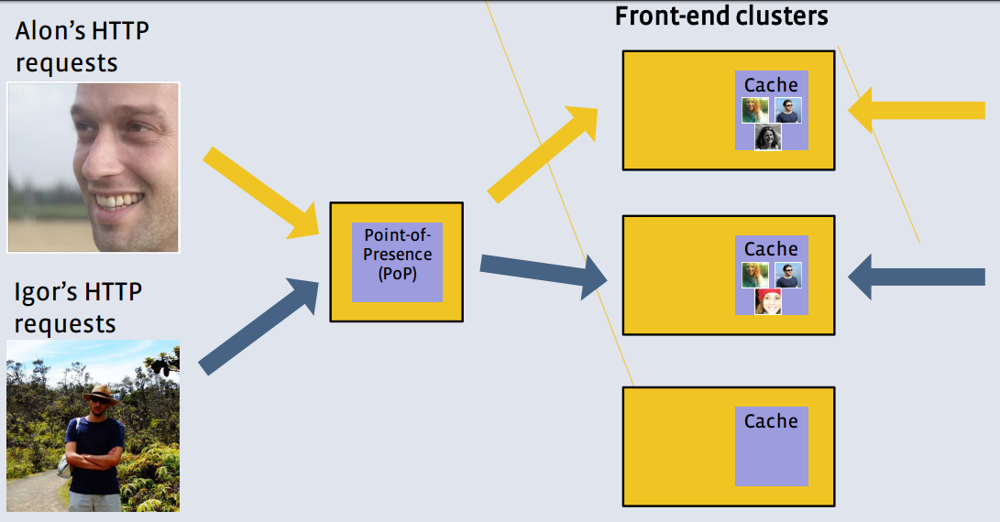 Alon’s HTTP
requests
Front-end clusters
Cache
Point-of-
Presence
(PoP)
Cache
Igor’s HTTP
requests
Cache